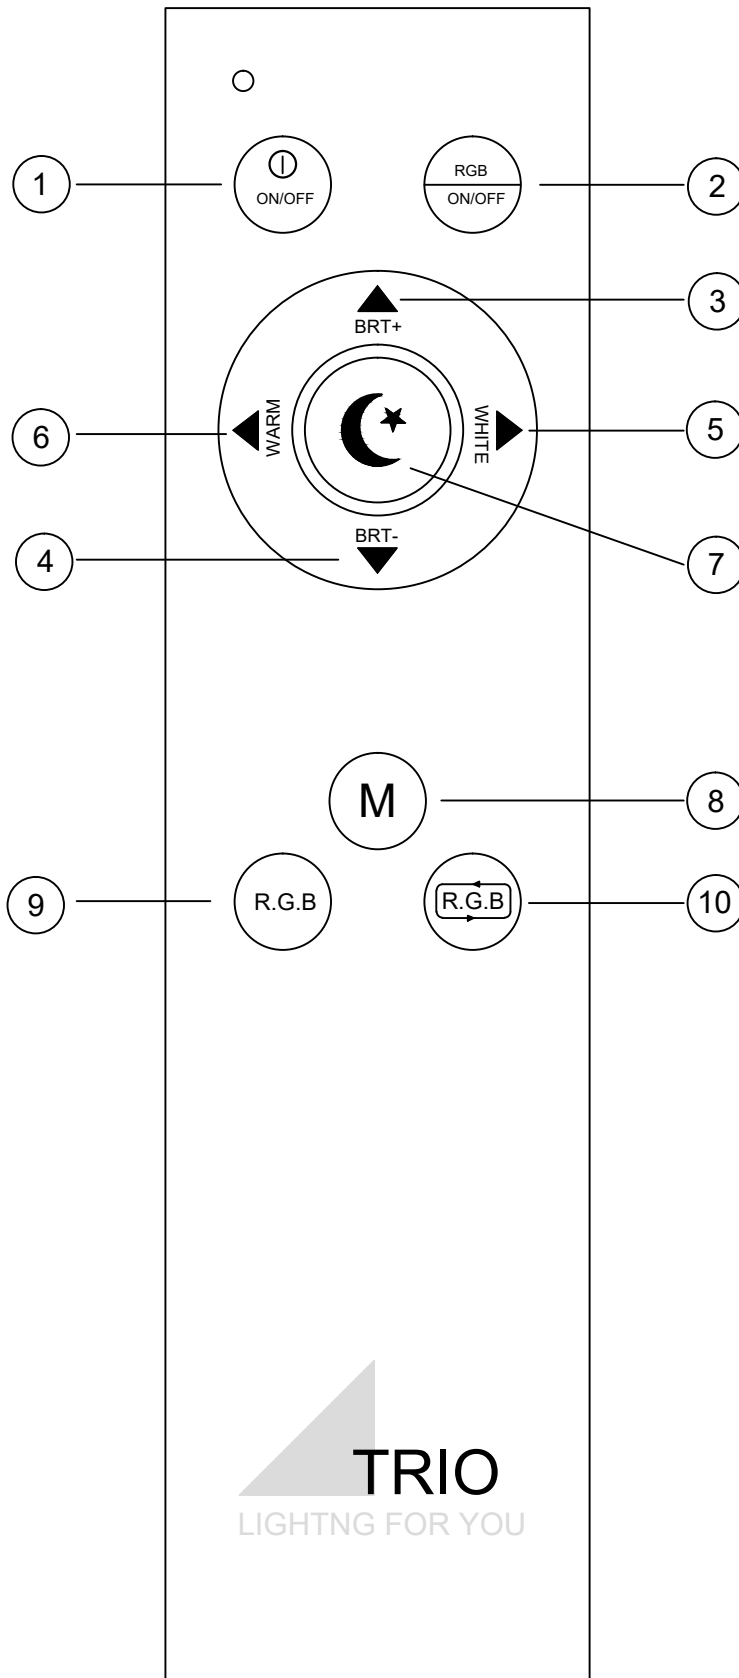 1
ON/OFF
RGB
ON/OFF
2
3
BRT+
6
WARM
WHITE
5
4
BRT-
7
M
8
9
R.G.B
R.G.B
10
TRIO
LIGHTNG FOR YOU